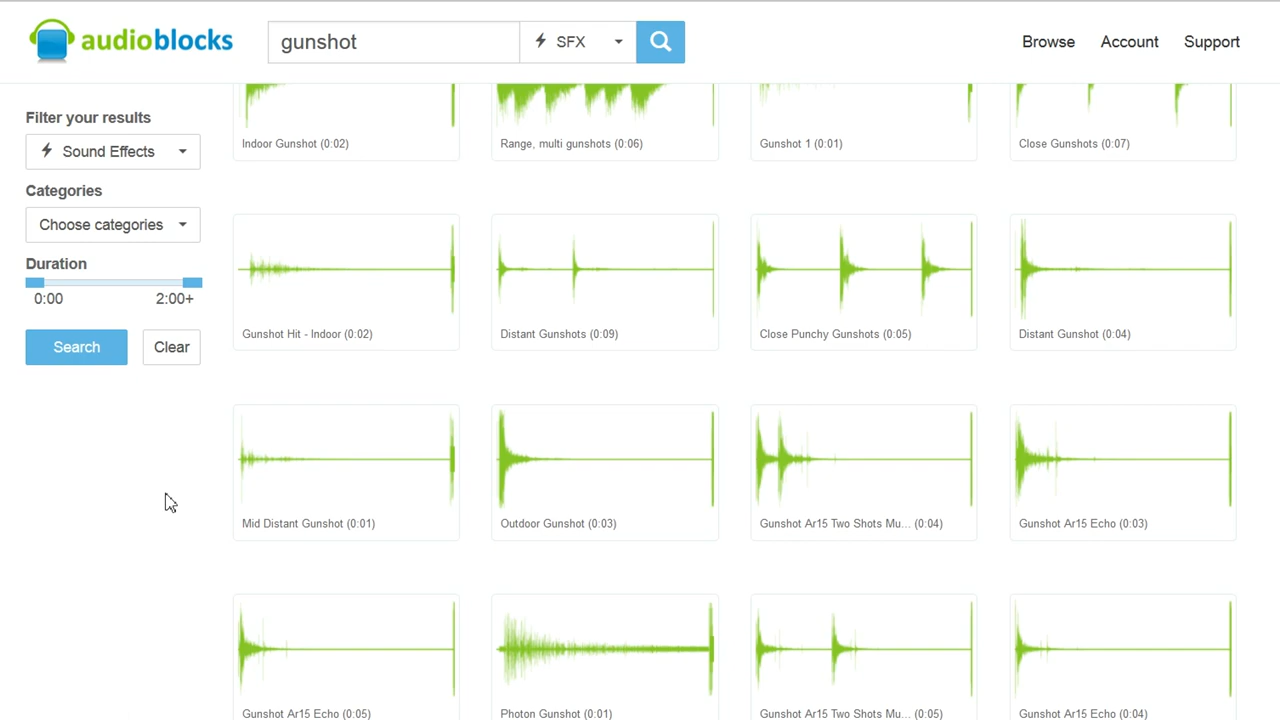 audioblocks
gunshot
SFX
Browse
Account
Support
Filter your results
Sound Effects
Categories
Choose categories
Duration
0:00
2:00+
Search
Clear
Indoor Gunshot (0:02)
Range, multi gunshots (0:06)
Gunshot 1 (0:01)
Close Gunshots (0:07)
Gunshot Hit - Indoor (0:02)
Distant Gunshots (0:09)
Close Punchy Gunshots (0:05)
Distant Gunshot (0:04)
Mid Distant Gunshot (0:01)
Outdoor Gunshot (0:03)
Gunshot Ar15 Two Shots Mu... (0:04)
Gunshot Ar15 Echo (0:03)
Gunshot Ar15 Echo (0:05)
Photon Gunshot (0:01)
Gunshot Ar15 Two Shots Mu... (0:05)
Gunshot Ar15 Echo (0:04)